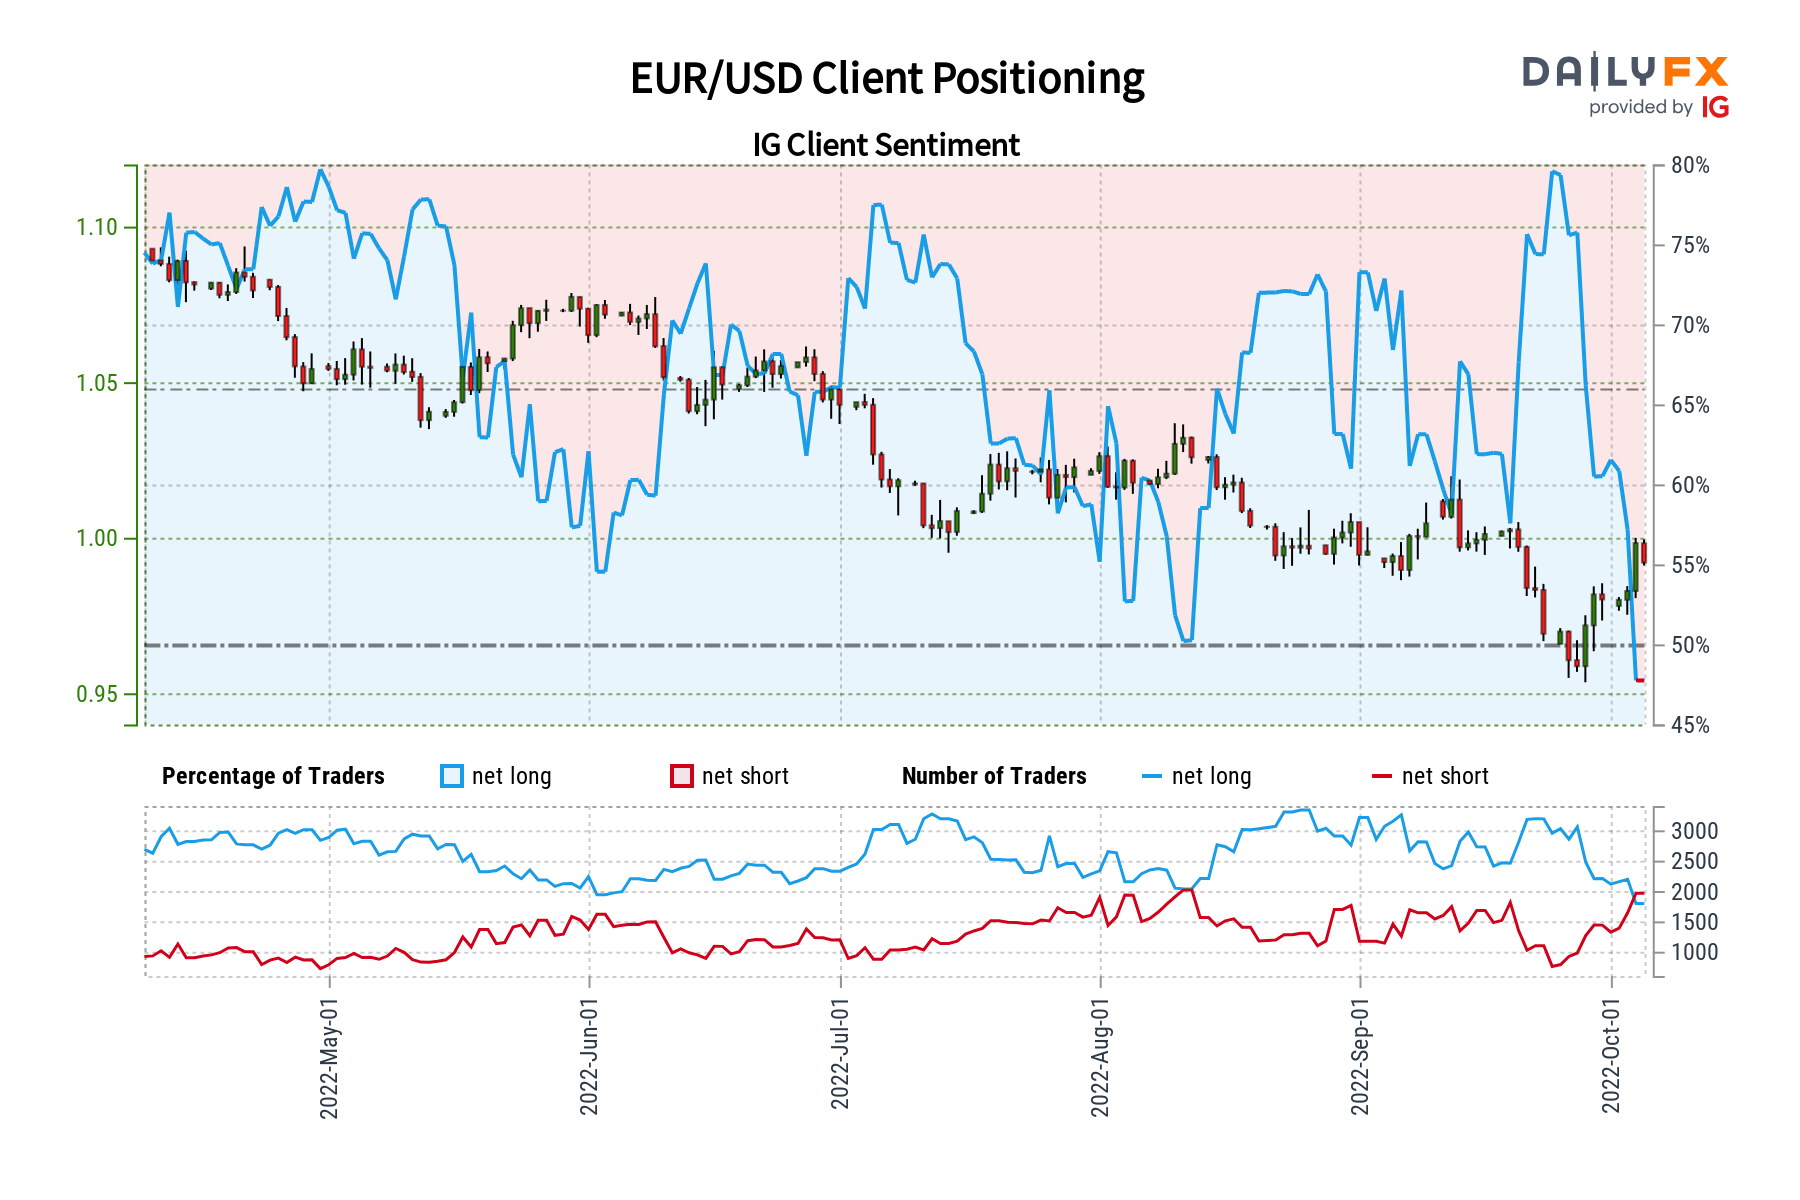 EUR/USD Client Positioning
DAILYFX
provided by IG
IG Client Sentiment
1.10
1.05
1.00
0.95
80%
75%
70%
65%
60%
55%
50%
45%
Percentage of Traders net long net short Number of Traders net long net short
3000
2500
2000
1500
1000
2022-May-01
2022-Jun-01
2022-Jul-01
2022-Aug-01
2022-Sep-01
2022-Oct-01